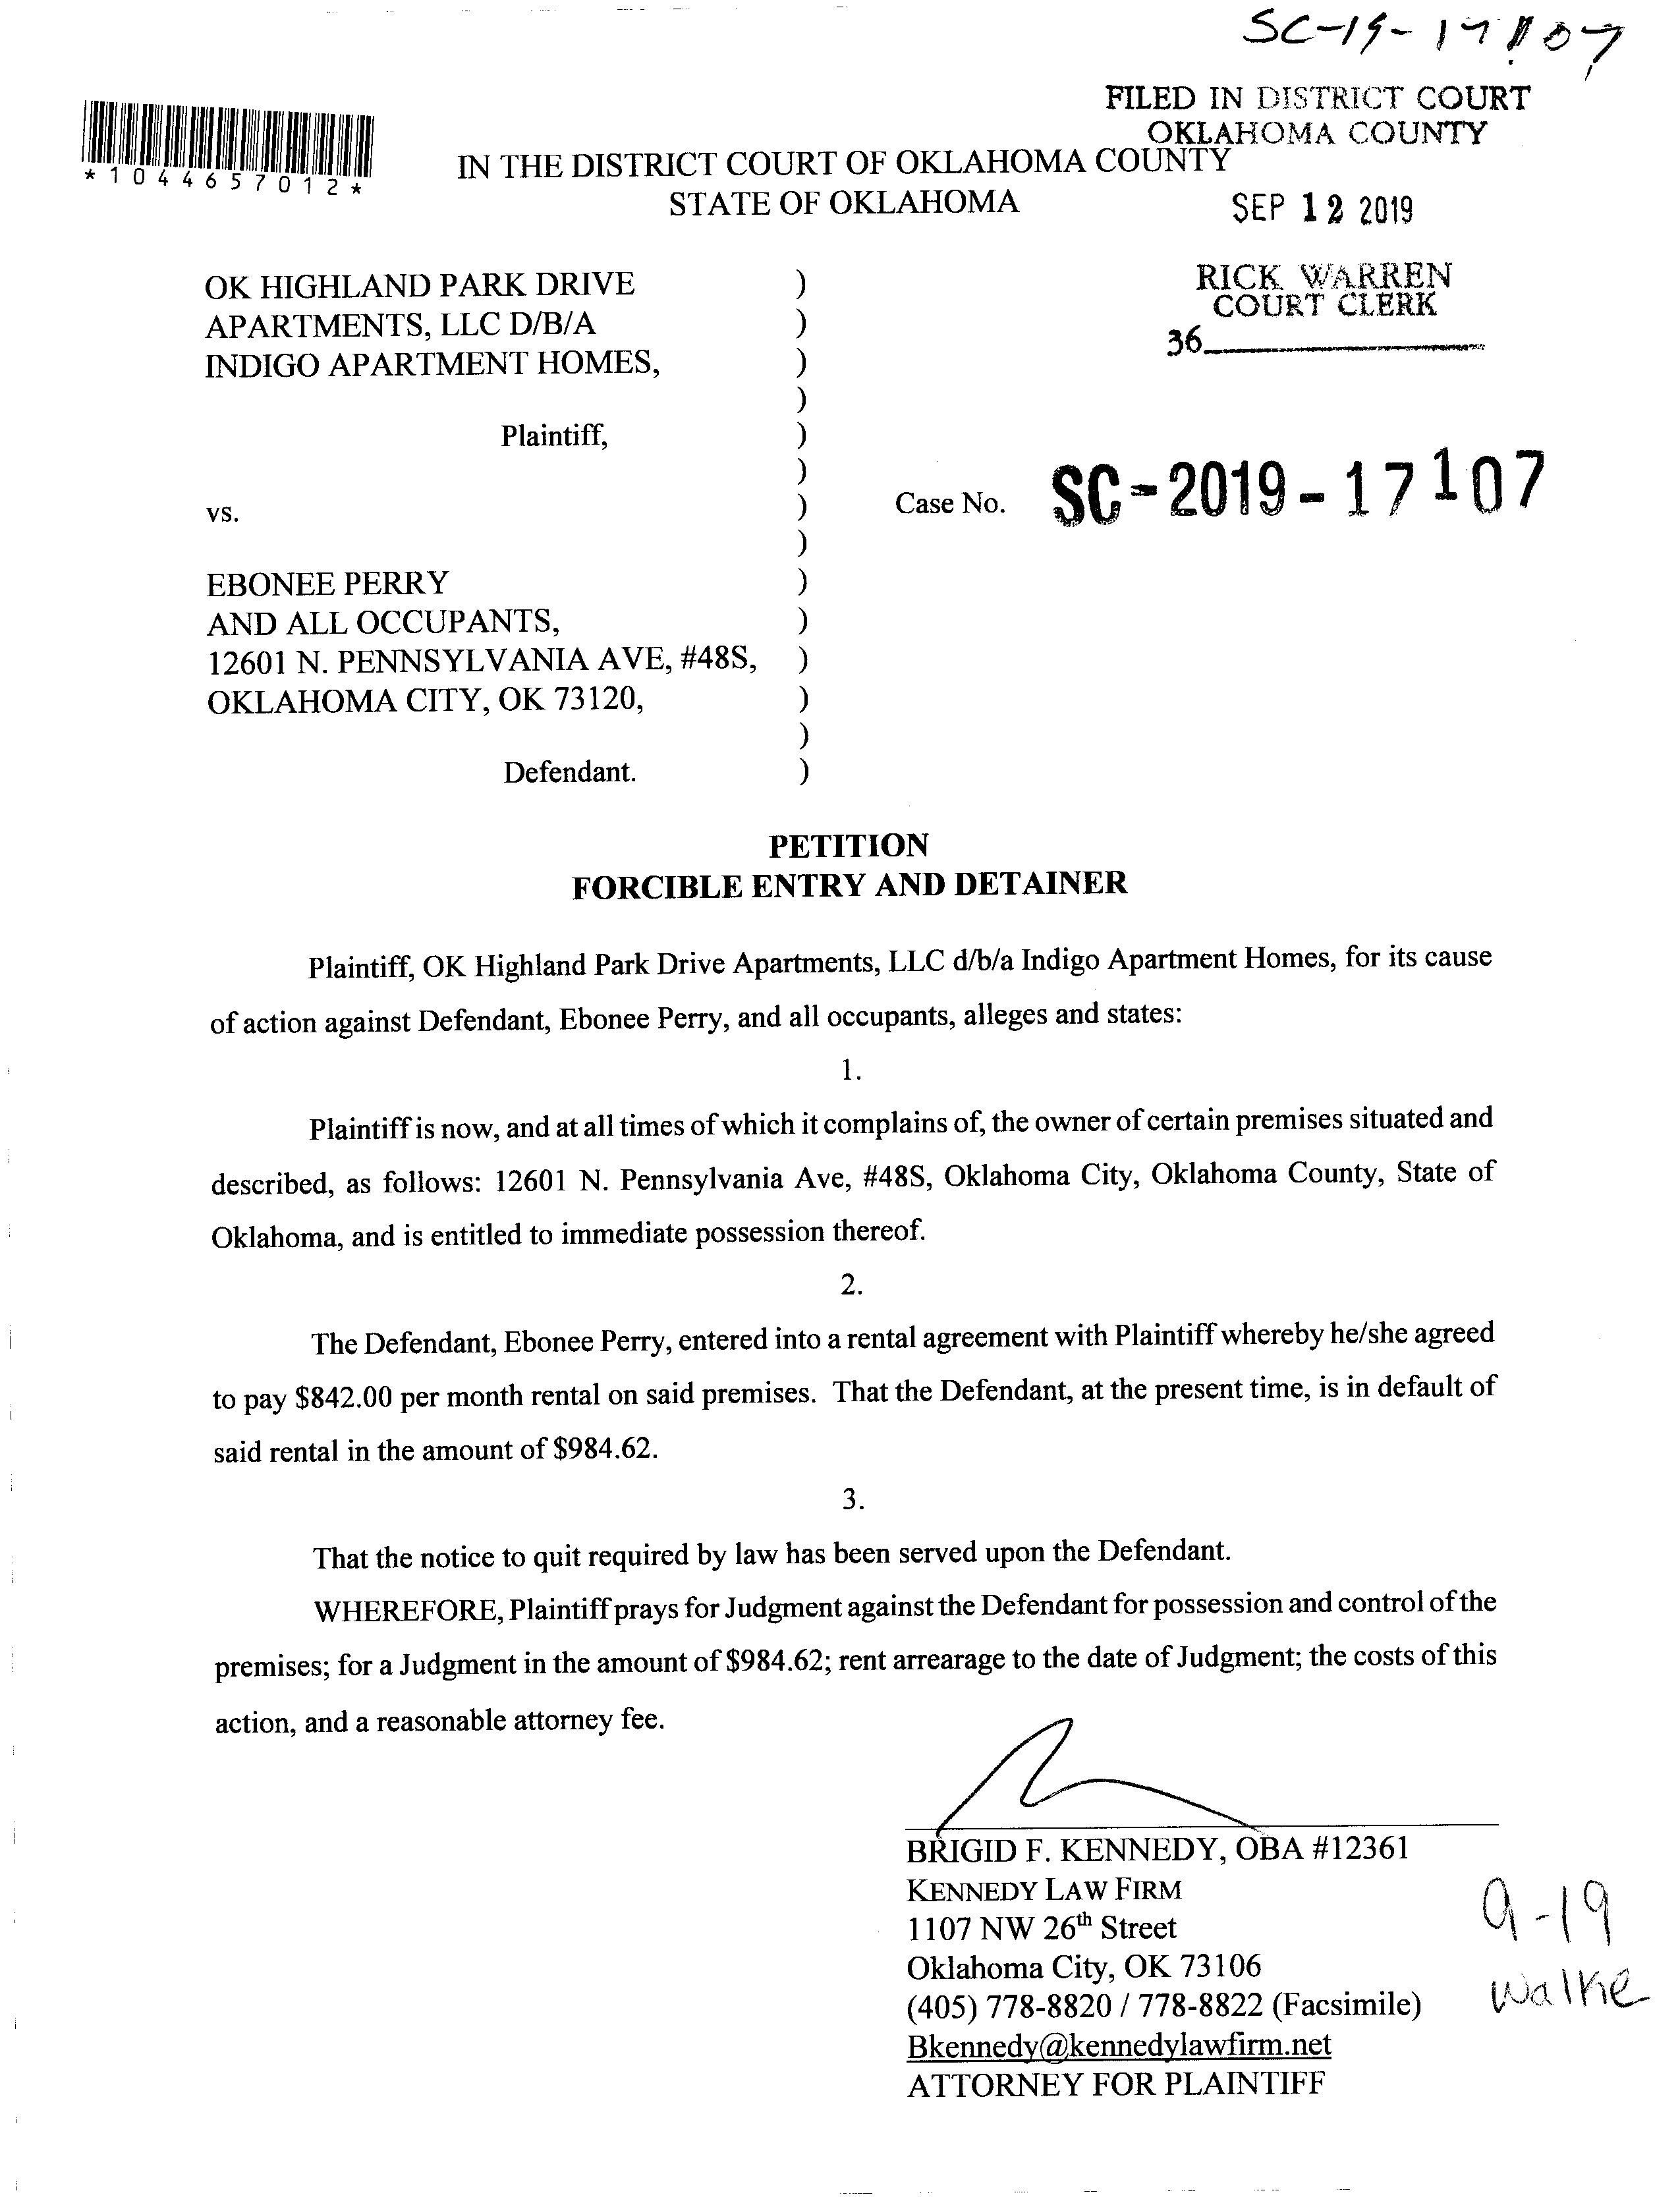 SC-19-17107
FILED IN DISTRICT COURT
OKLAHOMA COUNTY
*1044657012*
IN THE DISTRICT COURT OF OKLAHOMA COUNTY
STATE OF OKLAHOMA
SEP 12 2019
RICK WARREN
COURT CLERK
36
OK HIGHLAND PARK DRIVE )
APARTMENTS, LLC D/B/A )
INDIGO APARTMENT HOMES, )
)
Plaintiff, )
)
vs. ) Case No. SC-2019-17107
)
EBONEE PERRY )
AND ALL OCCUPANTS, )
12601 N. PENNSYLVANIA AVE, #48S, )
OKLAHOMA CITY, OK 73120, )
)
Defendant. )
PETITION
FORCIBLE ENTRY AND DETAINER
Plaintiff, OK Highland Park Drive Apartments, LLC d/b/a Indigo Apartment Homes, for its cause
of action against Defendant, Ebonee Perry, and all occupants, alleges and states:
1.
Plaintiff is now, and at all times of which it complains of, the owner of certain premises situated and
described, as follows: 12601 N. Pennsylvania Ave, #48S, Oklahoma City, Oklahoma County, State of
Oklahoma, and is entitled to immediate possession thereof.
2.
The Defendant, Ebonee Perry, entered into a rental agreement with Plaintiff whereby he/she agreed
to pay $842.00 per month rental on said premises. That the Defendant, at the present time, is in default of
said rental in the amount of $984.62.
3.
That the notice to quit required by law has been served upon the Defendant.
WHEREFORE, Plaintiff prays for Judgment against the Defendant for possession and control of the
premises; for a Judgment in the amount of $984.62; rent arrearage to the date of Judgment; the costs of this
action, and a reasonable attorney fee.
BRIGID F. KENNEDY, OBA #12361
KENNEDY LAW FIRM
1107 NW 26th Street
Oklahoma City, OK 73106
(405) 778-8820 / 778-8822 (Facsimile)
Bkennedy@kennedylawfirm.net
ATTORNEY FOR PLAINTIFF
9-19
Walke